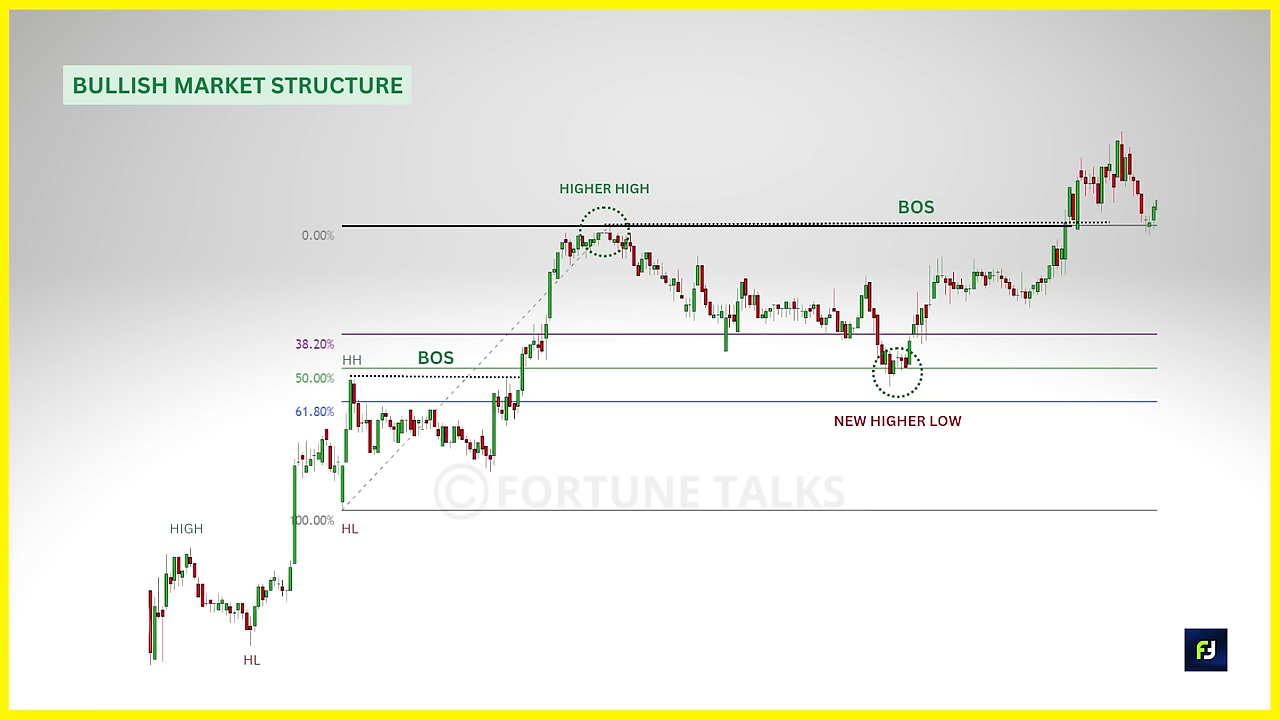 BULLISH MARKET STRUCTURE
HIGHER HIGH
BOS
0.00%
38.20%
HH
BOS
50.00%
61.80%
NEW HIGHER LOW
© FORTUNE TALKS
100.00%
HIGH
HL
HL